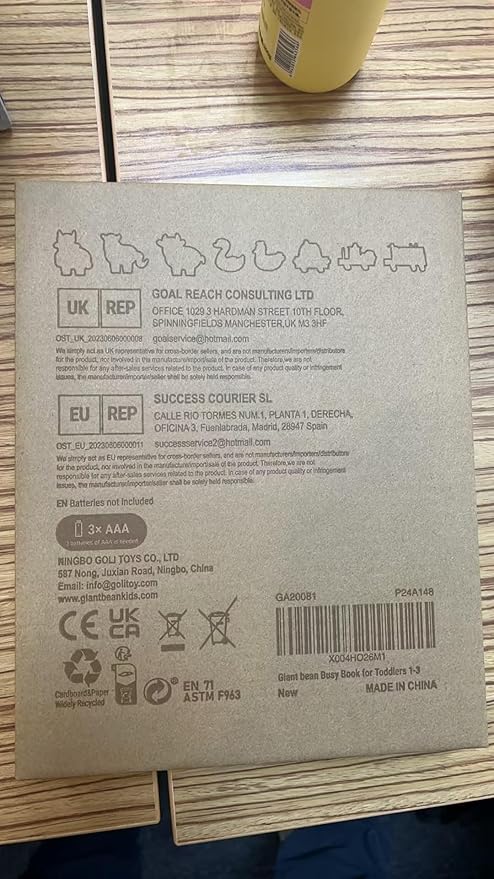 UK REP
GOAL REACH CONSULTING LTD
OFFICE 1029 3 HARDMAN STREET 10TH FLOOR,
SPINNINGFIELDS MANCHESTER,UK M3 3HF
OST_UK_20230606000008 goalservice@hotmail.com
We simply act as UK representative for cross-border sellers, and are not manufacturers/importers/distributors
for the product, nor involved in the manufacture/import/sale of the product. Therefore,we are not
responsible for any after-sales services related to the product. In case of any product quality or infringement
issues, the manufacturer/seller shall be solely held responsible.
EU REP
SUCCESS COURIER SL
CALLE RIO TORMES NUM.1, PLANTA 1, DERECHA,
OFICINA 3, Fuenlabrada, Madrid, 28947 Spain
OST_EU_20230606000011 successservice2@hotmail.com
We simply act as EU representative for cross-border sellers, and are not manufacturers/importers/distributors
for the product, nor involved in the manufacture/import/sale of the product. Therefore,we are not
responsible for any after-sales services related to the product. In case of any product quality or infringement
issues, the manufacturer/seller shall be solely held responsible.
EN Batteries not Included
3× AAA
3 batteries of AAA is needed
NINGBO GOLI TOYS CO., LTD
587 Nong, Juxian Road, Ningbo, China
Email: info@golitoy.com
www.giantbeankids.com
CE UK
CA
Cardboard&Paper
Widely Recycled
EN 71
ASTM F963
GA20081 P24A148
X004HO26M1
Giant bean Busy Book for Toddlers 1-3
New MADE IN CHINA